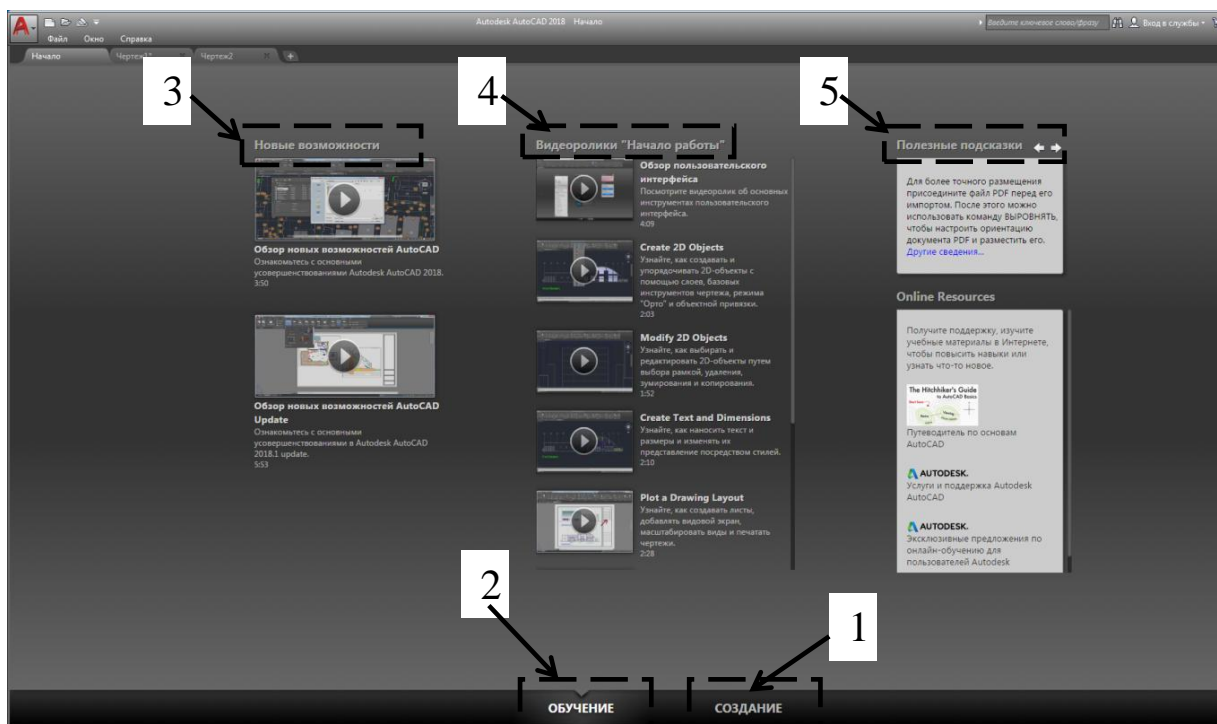 Autodesk AutoCAD 2018 Начало
Введите ключевое слово/фразу
Вход в службы
Файл Окно Справка
Начало
Чертеж1*
Чертеж2
3
4
5
Новые возможности
Обзор новых возможностей AutoCAD
Ознакомьтесь с основными
усовершенствованиями Autodesk AutoCAD 2018.
3:50
Обзор новых возможностей AutoCAD
Update
Ознакомьтесь с основными
усовершенствованиями в Autodesk AutoCAD
2018.1 update.
5:53
Видеоролики "Начало работы"
Обзор пользовательского
интерфейса
Посмотрите видеоролик об основных
инструментах пользовательского
интерфейса.
4:09
Create 2D Objects
Узнайте, как создавать и
упорядочивать 2D-объекты с
помощью слоев, базовых
инструментов чертежа, режима
"Орто" и объектной привязки.
2:03
Modify 2D Objects
Узнайте, как выбирать и
редактировать 2D-объекты путем
выбора рамкой, удаления,
зумирования и копирования.
1:52
Create Text and Dimensions
Узнайте, как наносить текст и
размеры и изменять их
представление посредством стилей.
2:10
Plot a Drawing Layout
Узнайте, как создавать листы,
добавлять видовой экран,
масштабировать виды и печатать
чертежи.
2:28
Полезные подсказки
Для более точного размещения
присоедините файл PDF перед его
импортом. После этого можно
использовать команду ВЫРОВНЯТЬ,
чтобы настроить ориентацию
документа PDF и разместить его.
Другие сведения...
Online Resources
Получите поддержку, изучите
учебные материалы в Интернете,
чтобы повысить навыки или
узнать что-то новое.
The Hitchhiker's Guide
to AutoCAD Basics
Путеводитель по основам
AutoCAD
AUTODESK.
Услуги и поддержка Autodesk
AutoCAD
AUTODESK.
Эксклюзивные предложения по
онлайн-обучению для
пользователей Autodesk
2
1
ОБУЧЕНИЕ
СОЗДАНИЕ